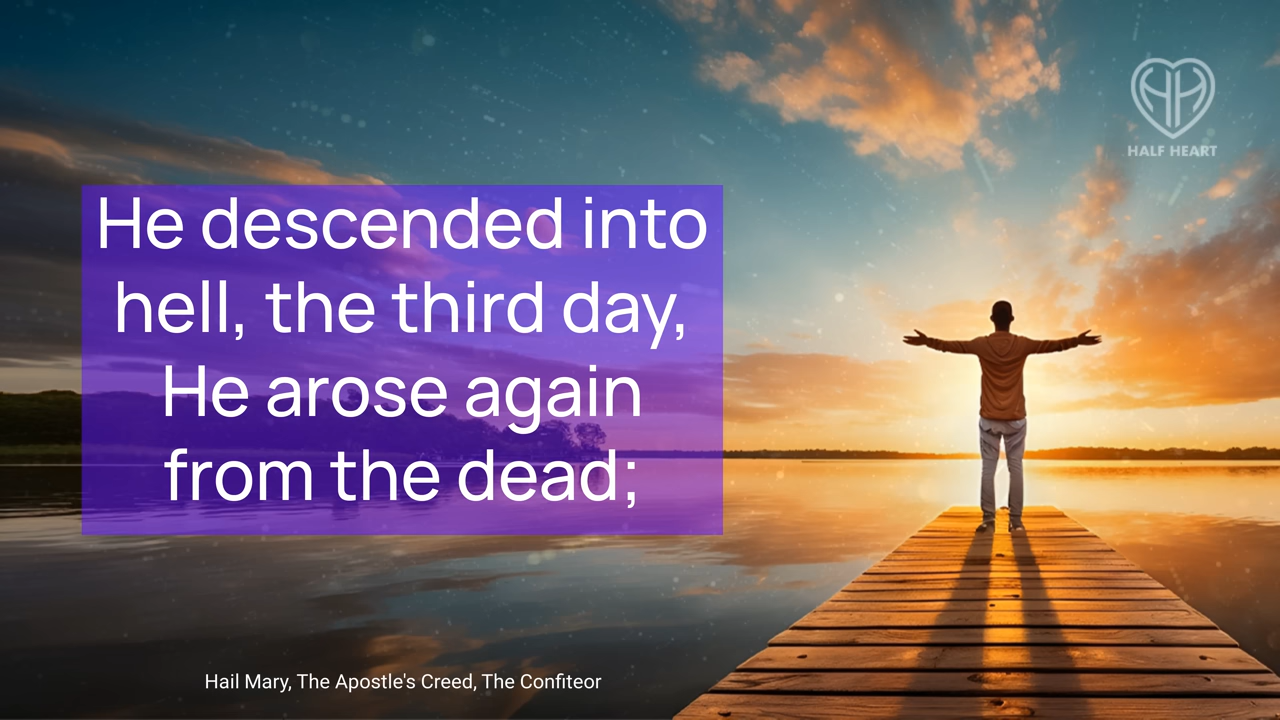 HALF HEART
He descended into
hell, the third day,
He arose again
from the dead;
Hail Mary, The Apostle's Creed, The Confiteor